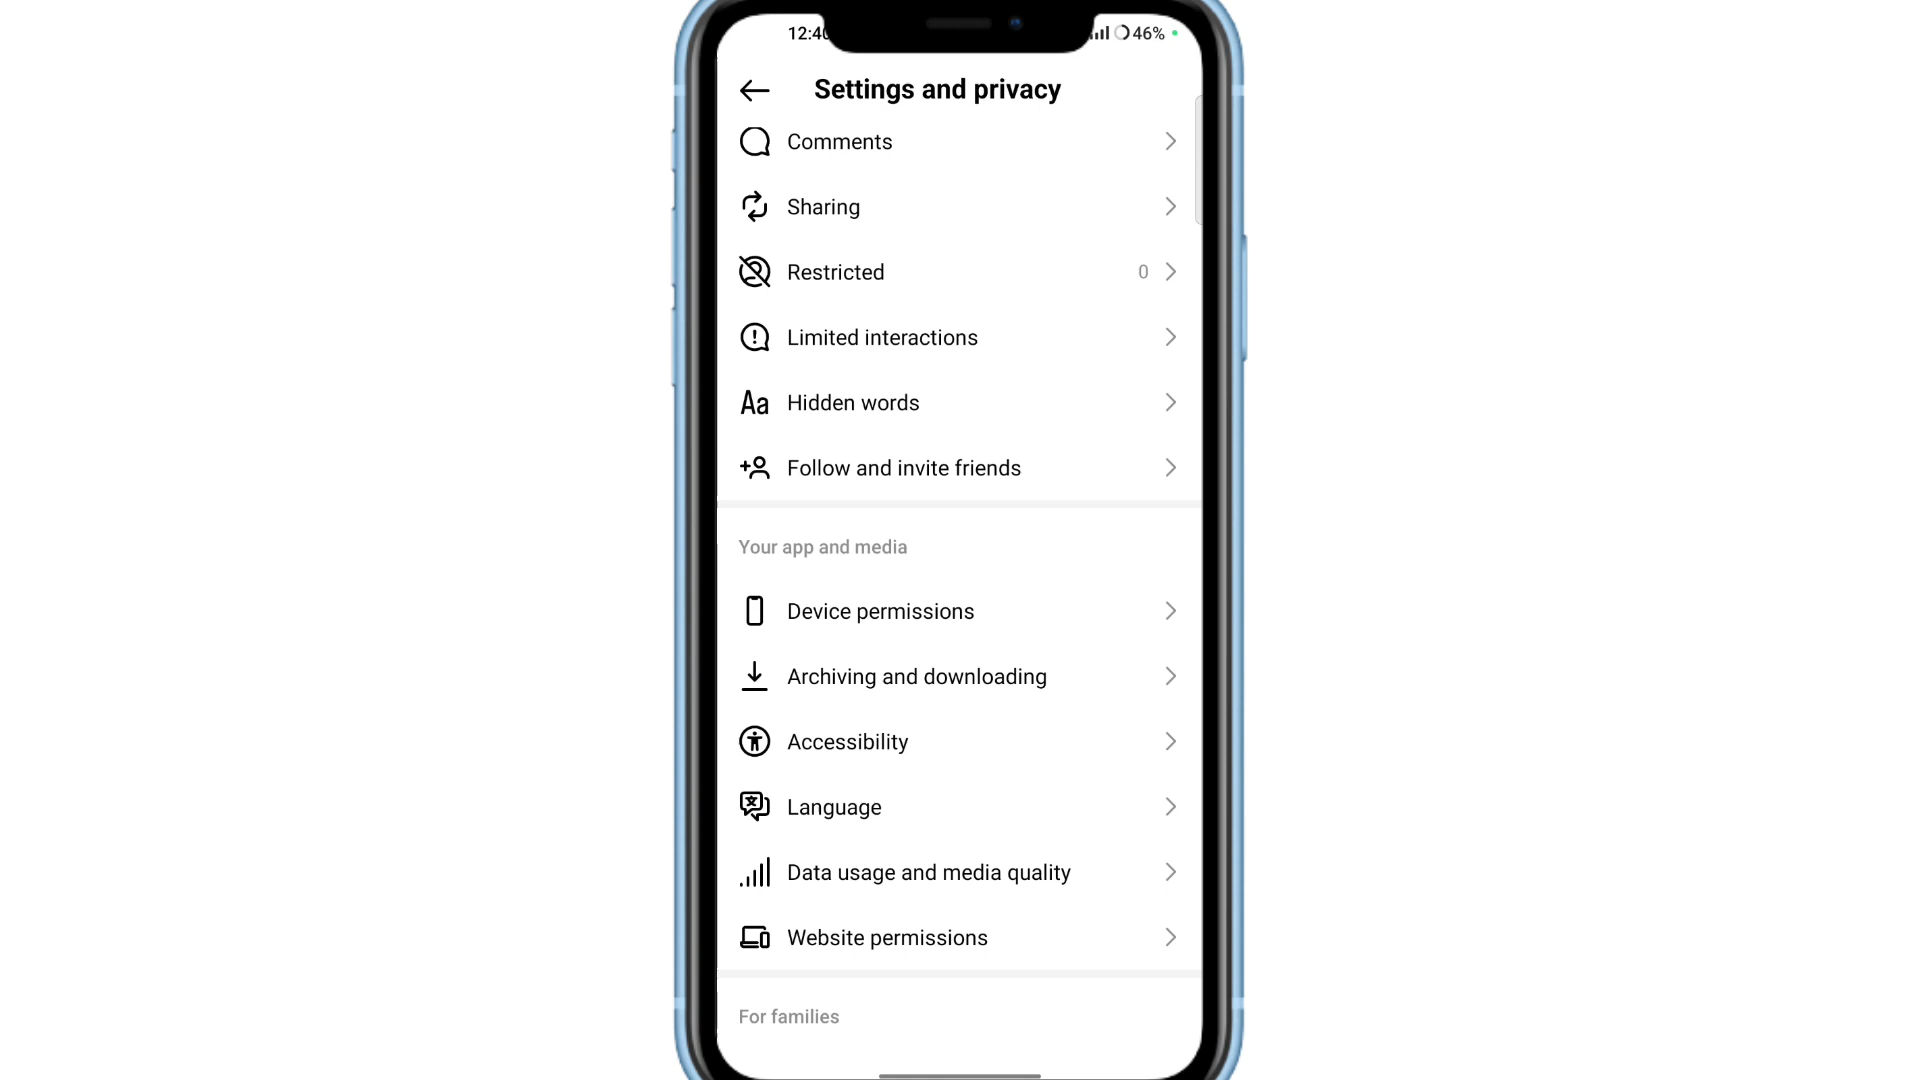 12:40 46%
Settings and privacy
Comments
Sharing
Restricted 0
Limited interactions
Aa Hidden words
Follow and invite friends
Your app and media
Device permissions
Archiving and downloading
Accessibility
Language
Data usage and media quality
Website permissions
For families